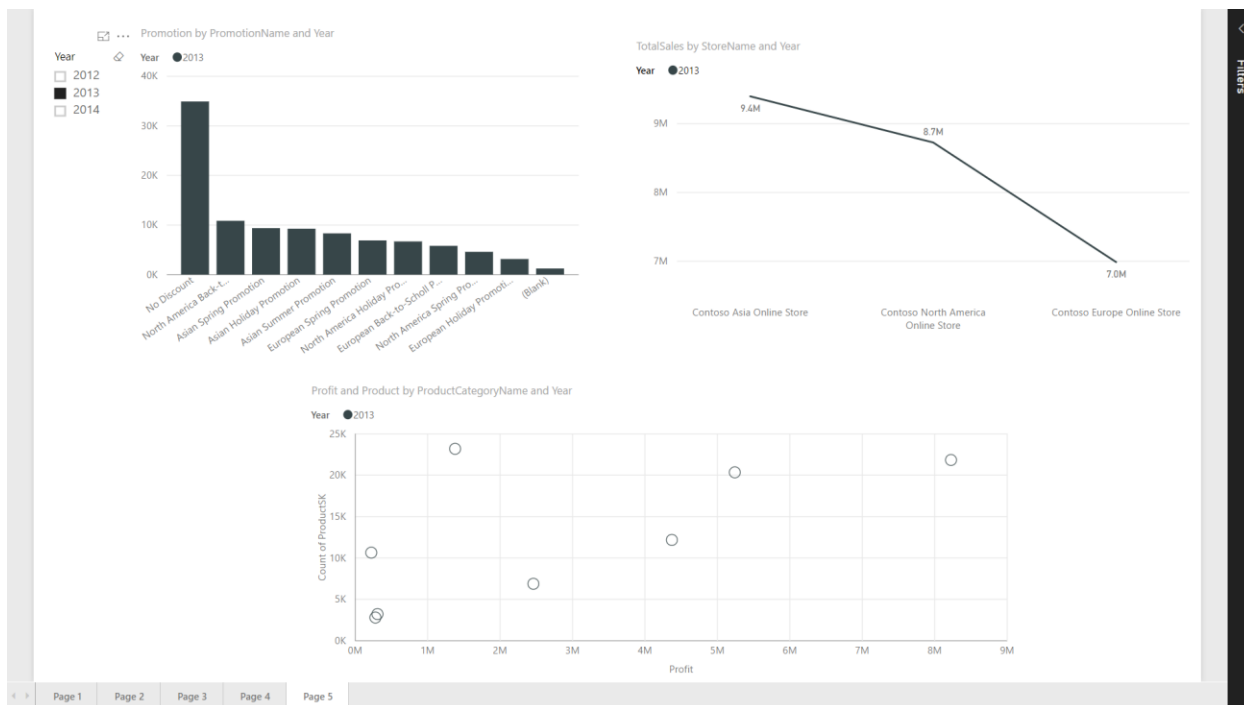 Promotion by PromotionName and Year
Year
2012
2013
2014
Year 2013
40K
30K
20K
10K
0K
No Discount
North America Back-t...
Asian Spring Promotion
Asian Holiday Promotion
Asian Summer Promotion
European Spring Promotion
North America Holiday Pro...
European Back-to-Scholl P...
North America Spring Pro...
European Holiday Promoti...
(Blank)
TotalSales by StoreName and Year
Year 2013
9M
8M
7M
9.4M
8.7M
7.0M
Contoso Asia Online Store
Contoso North America
Online Store
Contoso Europe Online Store
Filters
Profit and Product by ProductCategoryName and Year
Year 2013
Count of ProductSK
25K
20K
15K
10K
5K
0K
0M 1M 2M 3M 4M 5M 6M 7M 8M 9M
Profit
Page 1 Page 2 Page 3 Page 4 Page 5